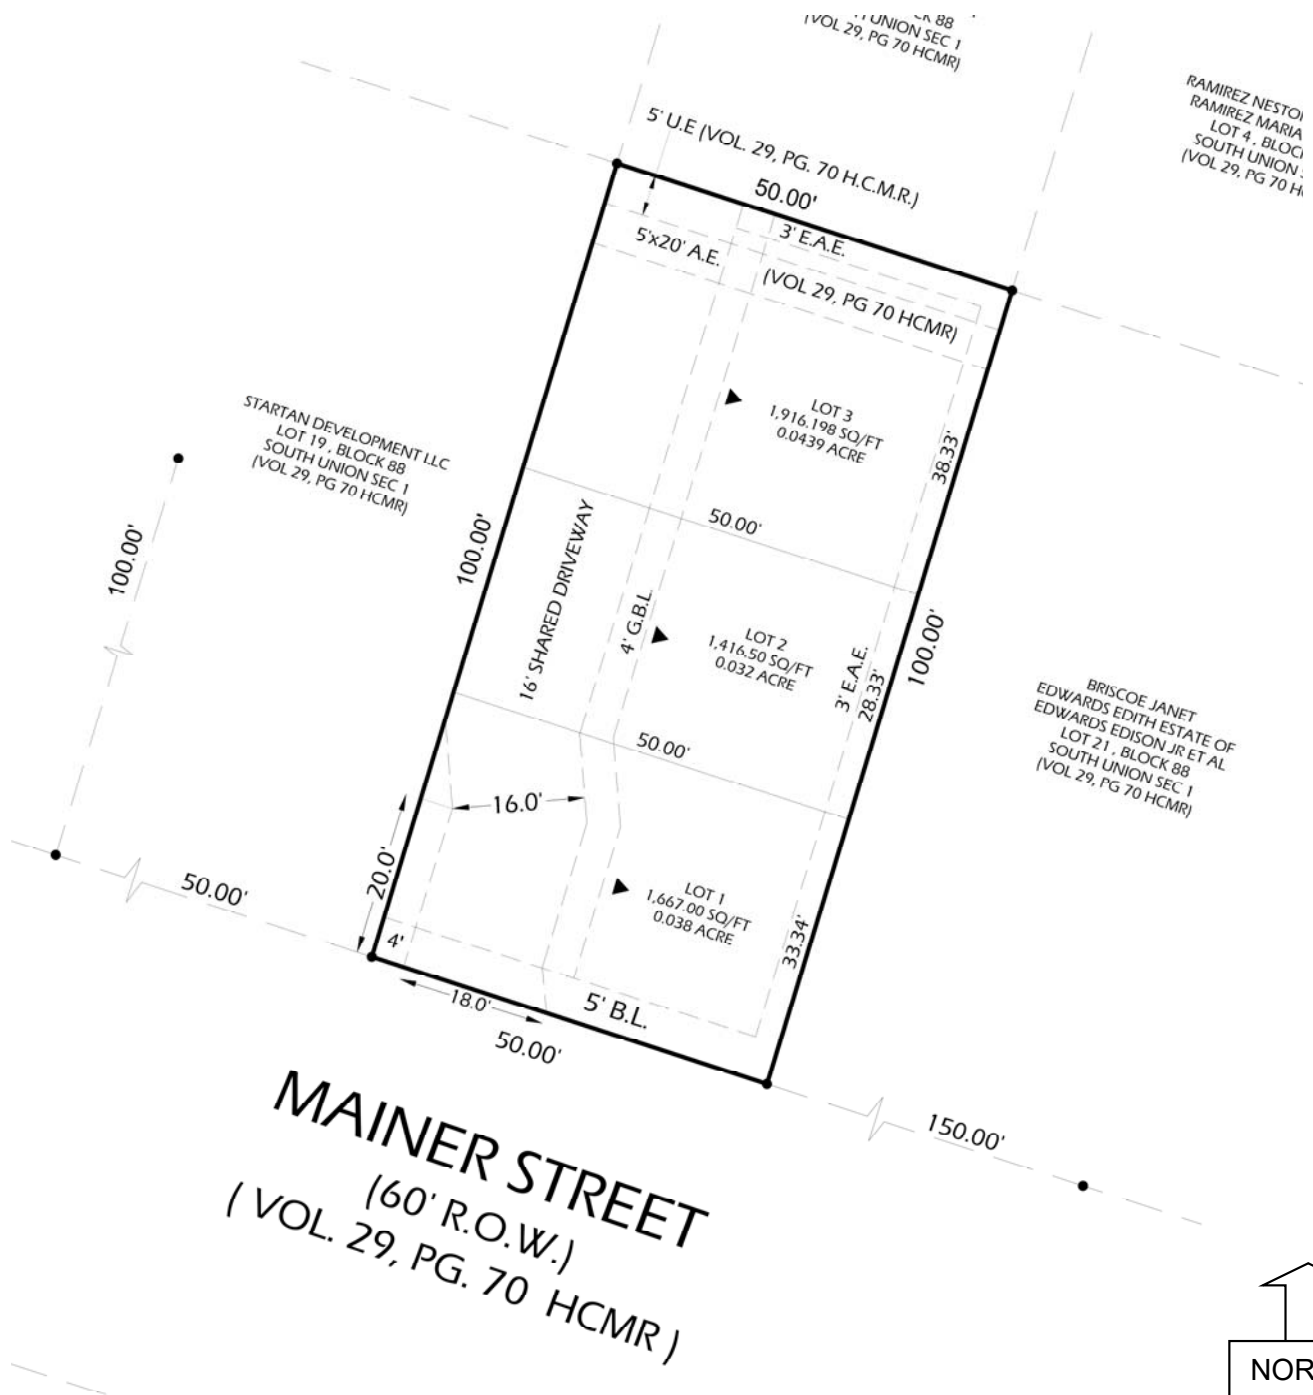 UNION SEC 1
(VOL 29, PG 70 HCMR)
RAMIREZ
RAMIREZ MARIA
LOT 4 , BLOCK
SOUTH UNION
(VOL 29, PG 70
5' U.E (VOL. 29, PG. 70 H.C.M.R.)
50.00'
3' E.A.E.
5'x20' A.E.
(VOL 29, PG 70 HCMR)
STARTAN DEVELOPMENT LLC
LOT 19 , BLOCK 88
SOUTH UNION SEC 1
(VOL 29, PG 70 HCMR)
LOT 3
1,916.198 SQ/FT
0.0439 ACRE
38.33'
100.00'
100.00'
50.00'
16' SHARED DRIVEWAY
4' G.B.L
LOT 2
1,416.50 SQ/FT
0.032 ACRE
3' E.A.E.
28.33'
100.00'
BRISCOE JANET
EDWARDS EDITH ESTATE OF
EDWARDS EDISON JR ET AL
LOT 21 , BLOCK 88
SOUTH UNION SEC 1
(VOL 29, PG 70 HCMR)
50.00'
16.0'
20.0'
50.00'
LOT 1
1,667.00 SQ/FT
0.038 ACRE
33.34'
4'
18.0'
5' B.L.
50.00'
150.00'
MAINER STREET
(60' R.O.W.)
( VOL. 29, PG. 70 HCMR )
NOR